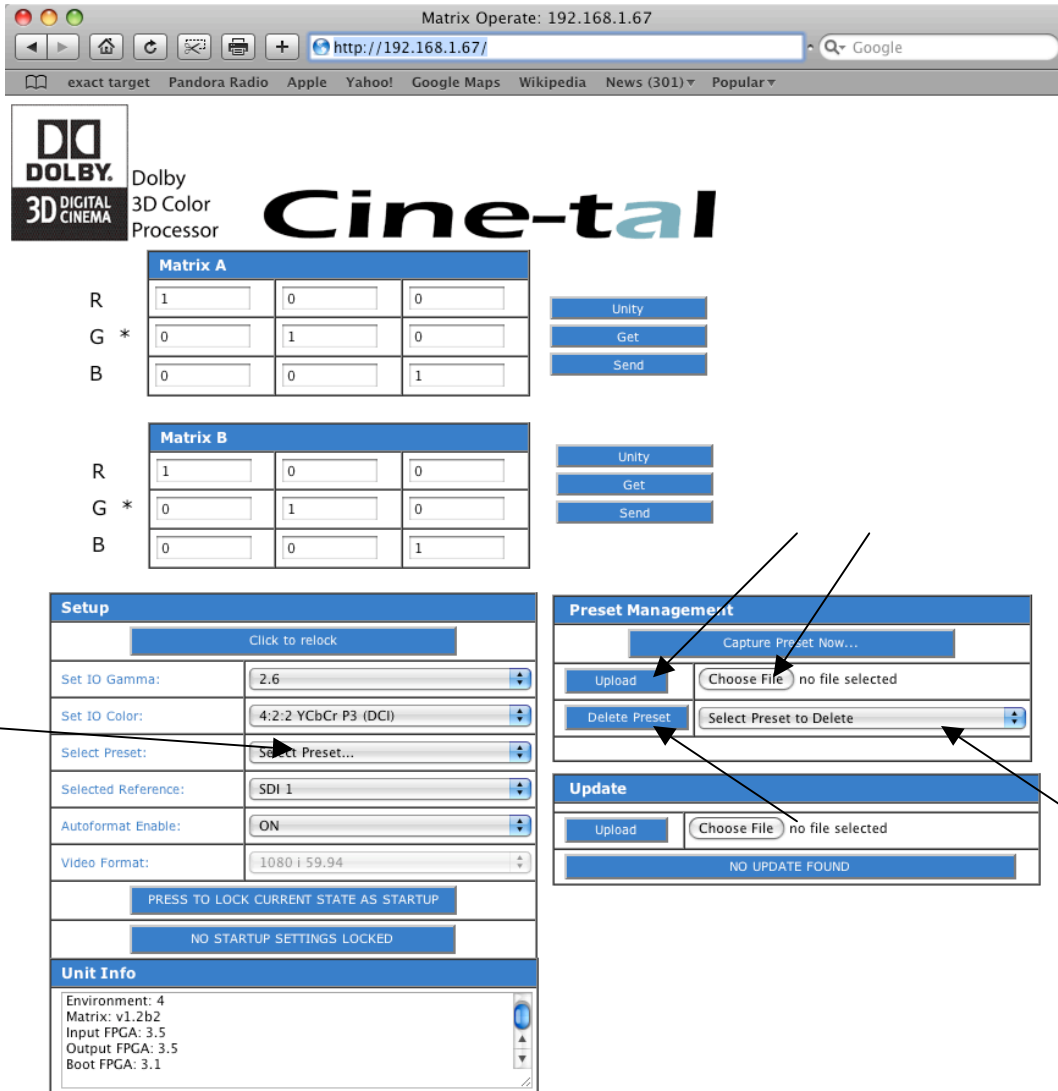 Matrix Operate: 192.168.1.67
http://192.168.1.67/
Google
exact target Pandora Radio Apple Yahoo! Google Maps Wikipedia News (301) Popular
DOLBY.
3D DIGITAL CINEMA
Dolby
3D Color
Processor
Cine-tal
Matrix A
R 1 0 0
G * 0 1 0
B 0 0 1
Unity
Get
Send
Matrix B
R 1 0 0
G * 0 1 0
B 0 0 1
Unity
Get
Send
Setup
Click to relock
Set IO Gamma: 2.6
Set IO Color: 4:2:2 YCbCr P3 (DCI)
Select Preset: Select Preset...
Selected Reference: SDI 1
Autoformat Enable: ON
Video Format: 1080 i 59.94
PRESS TO LOCK CURRENT STATE AS STARTUP
NO STARTUP SETTINGS LOCKED
Unit Info
Environment: 4
Matrix: v1.2b2
Input FPGA: 3.5
Output FPGA: 3.5
Boot FPGA: 3.1
Preset Management
Capture Preset Now...
Upload Choose File no file selected
Delete Preset Select Preset to Delete
Update
Upload Choose File no file selected
NO UPDATE FOUND